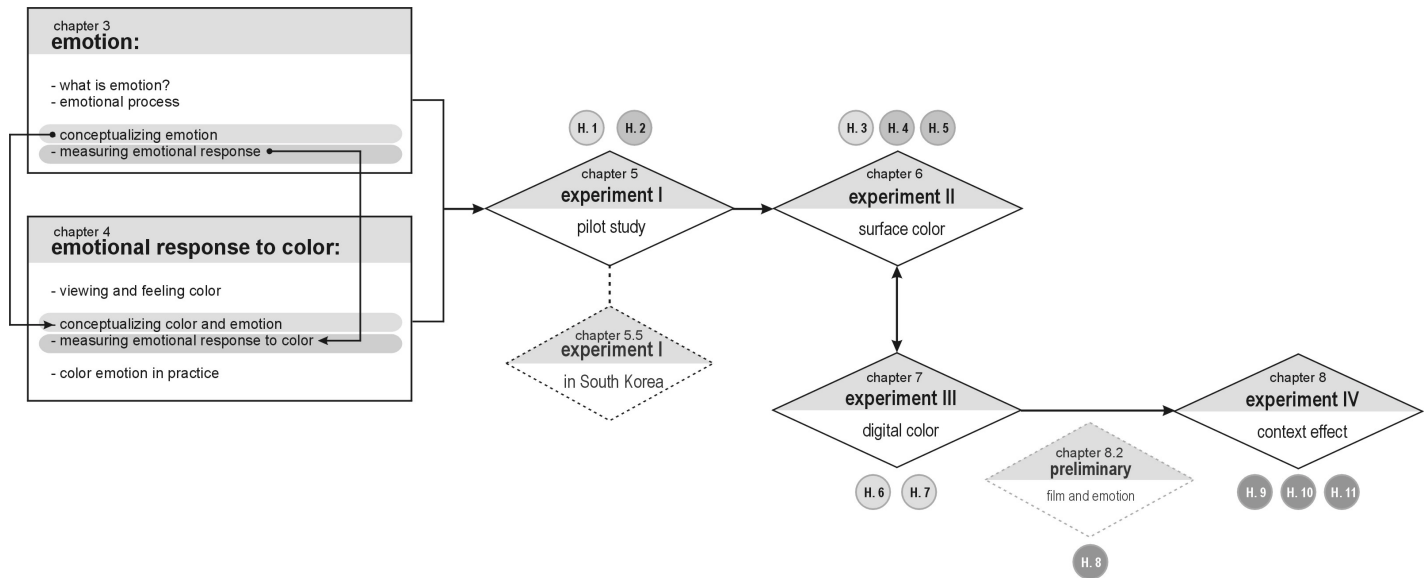 chapter 3
emotion:
- what is emotion?
- emotional process
- conceptualizing emotion
- measuring emotional response
chapter 4
emotional response to color:
- viewing and feeling color
- conceptualizing color and emotion
- measuring emotional response to color
- color emotion in practice
H. 1 H. 2
chapter 5
experiment I
pilot study
chapter 5.5
experiment I
in South Korea
H. 3 H. 4 H. 5
chapter 6
experiment II
surface color
chapter 7
experiment III
digital color
H. 6 H. 7
chapter 8.2
preliminary
film and emotion
H. 8
chapter 8
experiment IV
context effect
H. 9 H. 10 H. 11